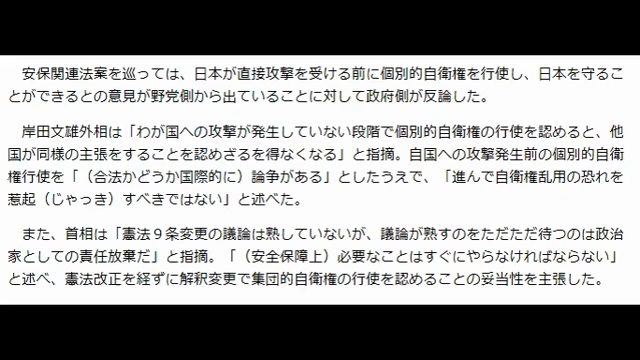 安保関連法案を巡っては、日本が直接攻撃を受ける前に個別的自衛権を行使し、日本を守るこ
とができるとの意見が野党側から出ていることに対して政府側が反論した。
岸田文雄外相は「わが国への攻撃が発生していない段階で個別的自衛権の行使を認めると、他
国が同様の主張をすることを認めざるを得なくなる」と指摘。自国への攻撃発生前の個別的自衛
権行使を「（合法かどうか国際的に）論争がある」としたうえで、「進んで自衛権乱用の恐れを
惹起（じゃっき）すべきではない」と述べた。
また、首相は「憲法９条変更の議論は熟していないが、議論が熟すのをただただ待つのは政治
家としての責任放棄だ」と指摘。「（安全保障上）必要なことはすぐにやらなければならない」
と述べ、憲法改正を経ずに解釈変更で集団的自衛権の行使を認めることの妥当性を主張した。